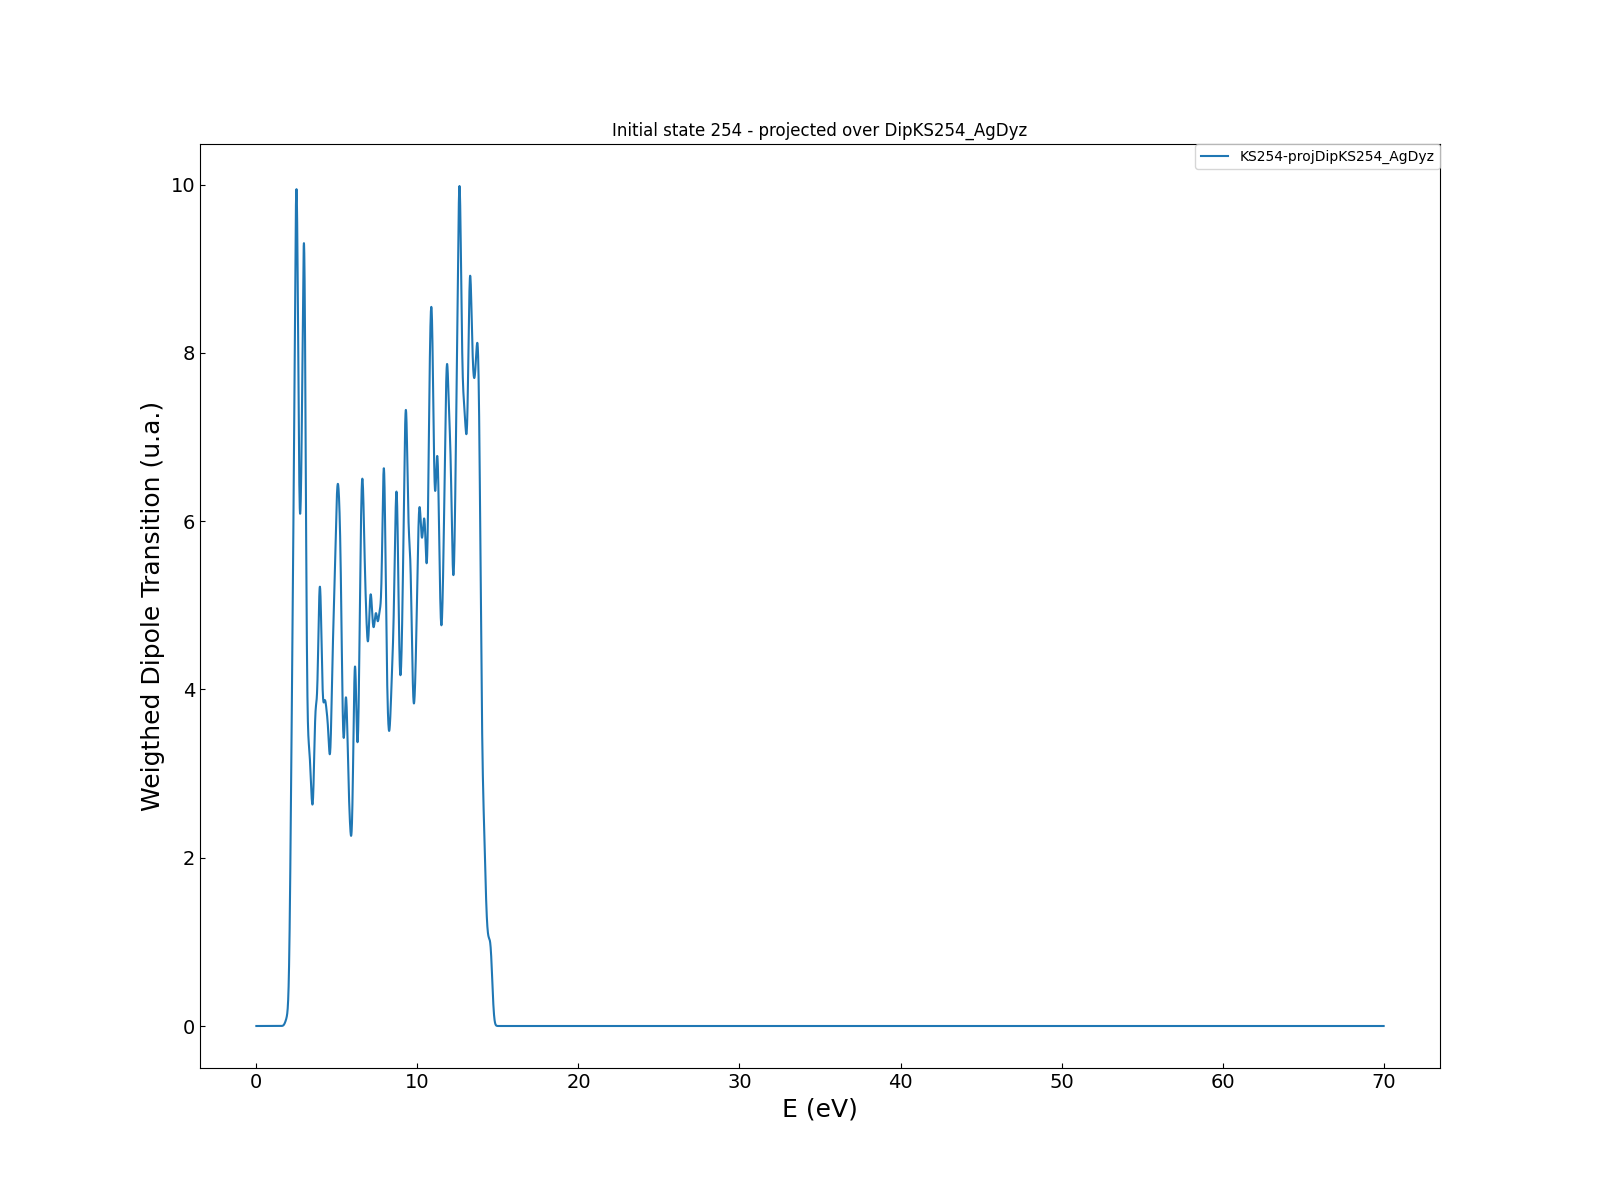 Initial state 254 - projected over DipKS254_AgDyz
KS254-projDipKS254_AgDyz
Weigthed Dipole Transition (u.a.)
10
8
6
4
2
0
0 10 20 30 40 50 60 70
E (eV)